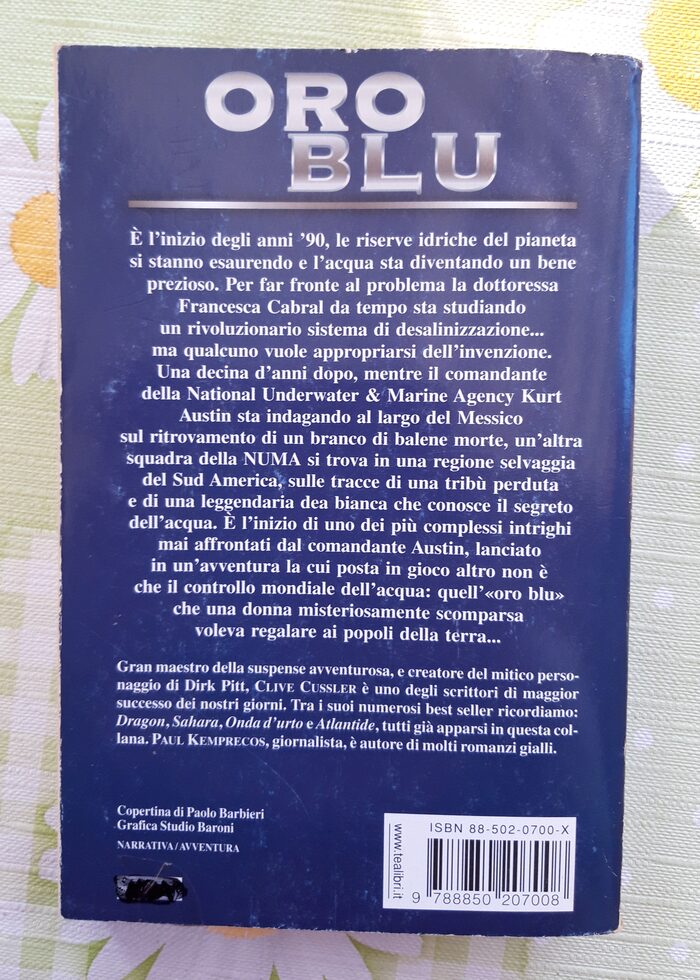 ORO
BLU
È l'inizio degli anni '90, le riserve idriche del pianeta
si stanno esaurendo e l'acqua sta diventando un bene
prezioso. Per far fronte al problema la dottoressa
Francesca Cabral da tempo sta studiando
un rivoluzionario sistema di desalinizzazione...
ma qualcuno vuole appropriarsi dell'invenzione.
Una decina d'anni dopo, mentre il comandante
della National Underwater & Marine Agency Kurt
Austin sta indagando al largo del Messico
sul ritrovamento di un branco di balene morte, un'altra
squadra della NUMA si trova in una regione selvaggia
del Sud America, sulle tracce di una tribù perduta
e di una leggendaria dea bianca che conosce il segreto
dell'acqua. È l'inizio di uno dei più complessi intrighi
mai affrontati dal comandante Austin, lanciato
in un'avventura la cui posta in gioco altro non è
che il controllo mondiale dell'acqua: quell'«oro blu»
che una donna misteriosamente scomparsa
voleva regalare ai popoli della terra...
Gran maestro della suspense avventurosa, e creatore del mitico perso-
naggio di Dirk Pitt, CLIVE CUSSLER è uno degli scrittori di maggior
successo dei nostri giorni. Tra i suoi numerosi best seller ricordiamo:
Dragon, Sahara, Onda d'urto e Atlantide, tutti già apparsi in questa col-
lana. PAUL KEMPRECOS, giornalista, è autore di molti romanzi gialli.
Copertina di Paolo Barbieri
Grafica Studio Baroni
NARRATIVA/AVVENTURA
www.tealibri.it
ISBN 88-502-0700-X
9 788850 207008